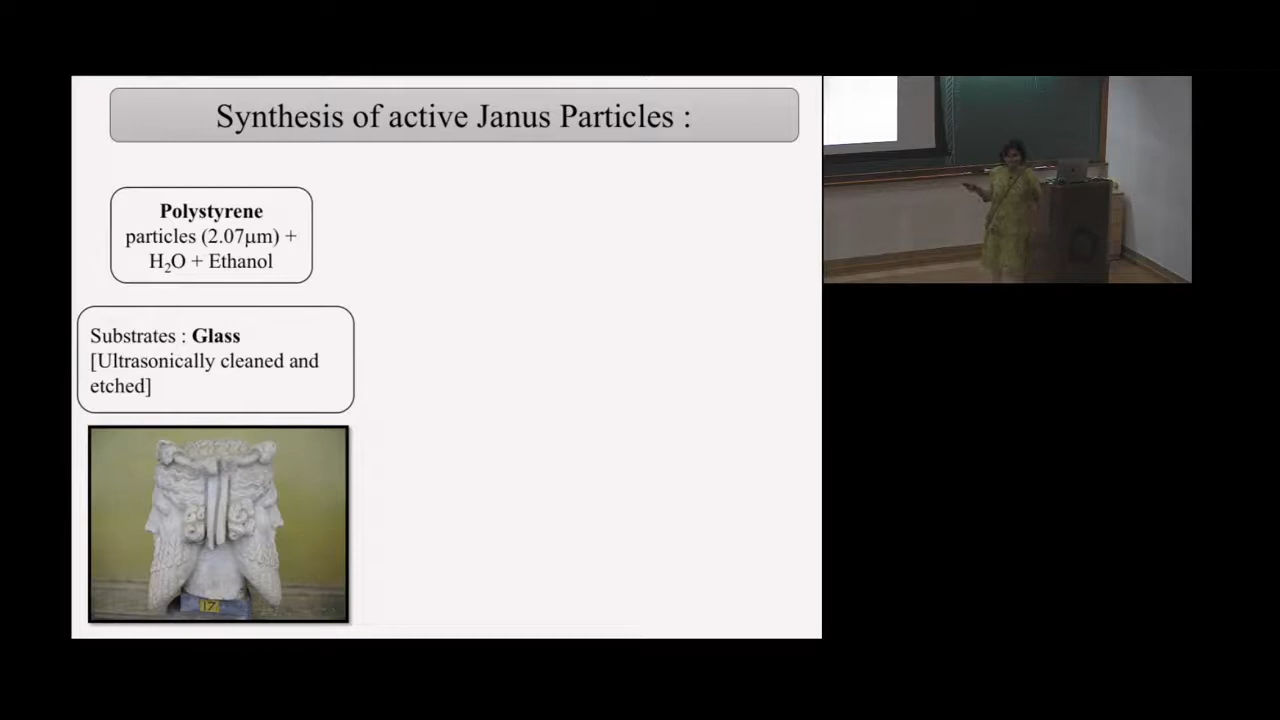 Synthesis of active Janus Particles :
Polystyrene
particles (2.07μm) +
H₂O + Ethanol
Substrates : Glass
[Ultrasonically cleaned and
etched]
17